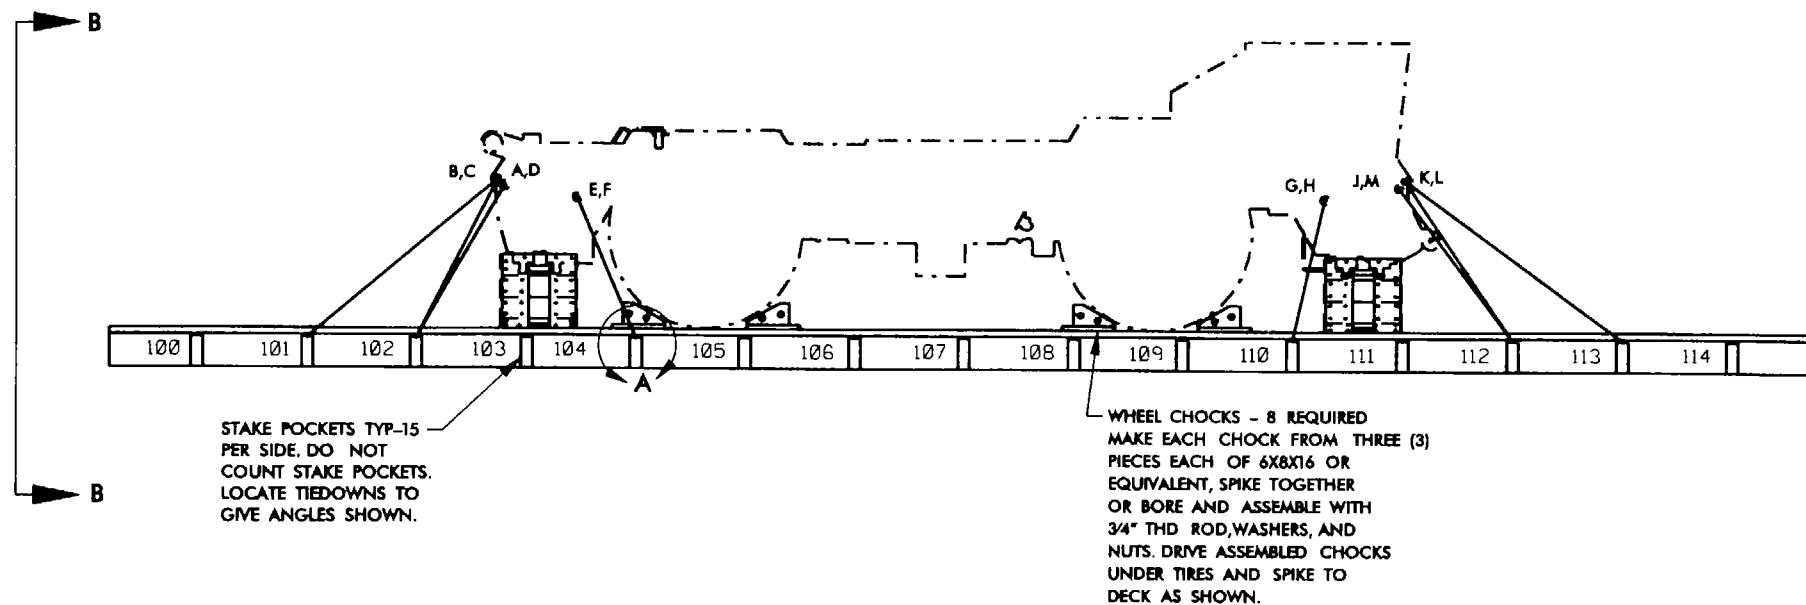 B
B,C
A,D
E,F
G,H
J,M
K,L
100
101
102
103
104
105
106
107
108
109
110
111
112
113
114
A
STAKE POCKETS TYP-15
PER SIDE. DO NOT
COUNT STAKE POCKETS.
LOCATE TIEDOWNS TO
GIVE ANGLES SHOWN.
B
WHEEL CHOCKS - 8 REQUIRED
MAKE EACH CHOCK FROM THREE (3)
PIECES EACH OF 6X8X16 OR
EQUIVALENT, SPIKE TOGETHER
OR BORE AND ASSEMBLE WITH
3/4" THD ROD,WASHERS, AND
NUTS. DRIVE ASSEMBLED CHOCKS
UNDER TIRES AND SPIKE TO
DECK AS SHOWN.